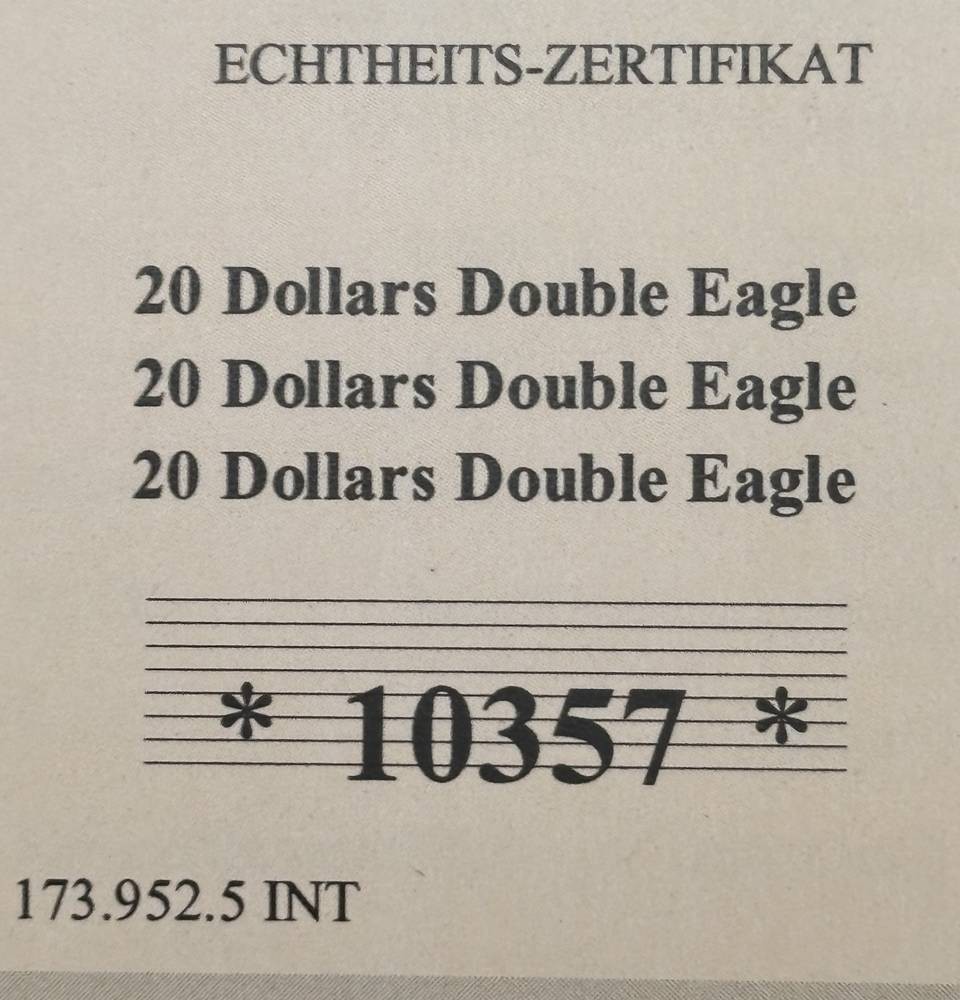 ECHTHEITS-ZERTIFIKAT
20 Dollars Double Eagle
20 Dollars Double Eagle
20 Dollars Double Eagle
* 10357 *
173.952.5 INT